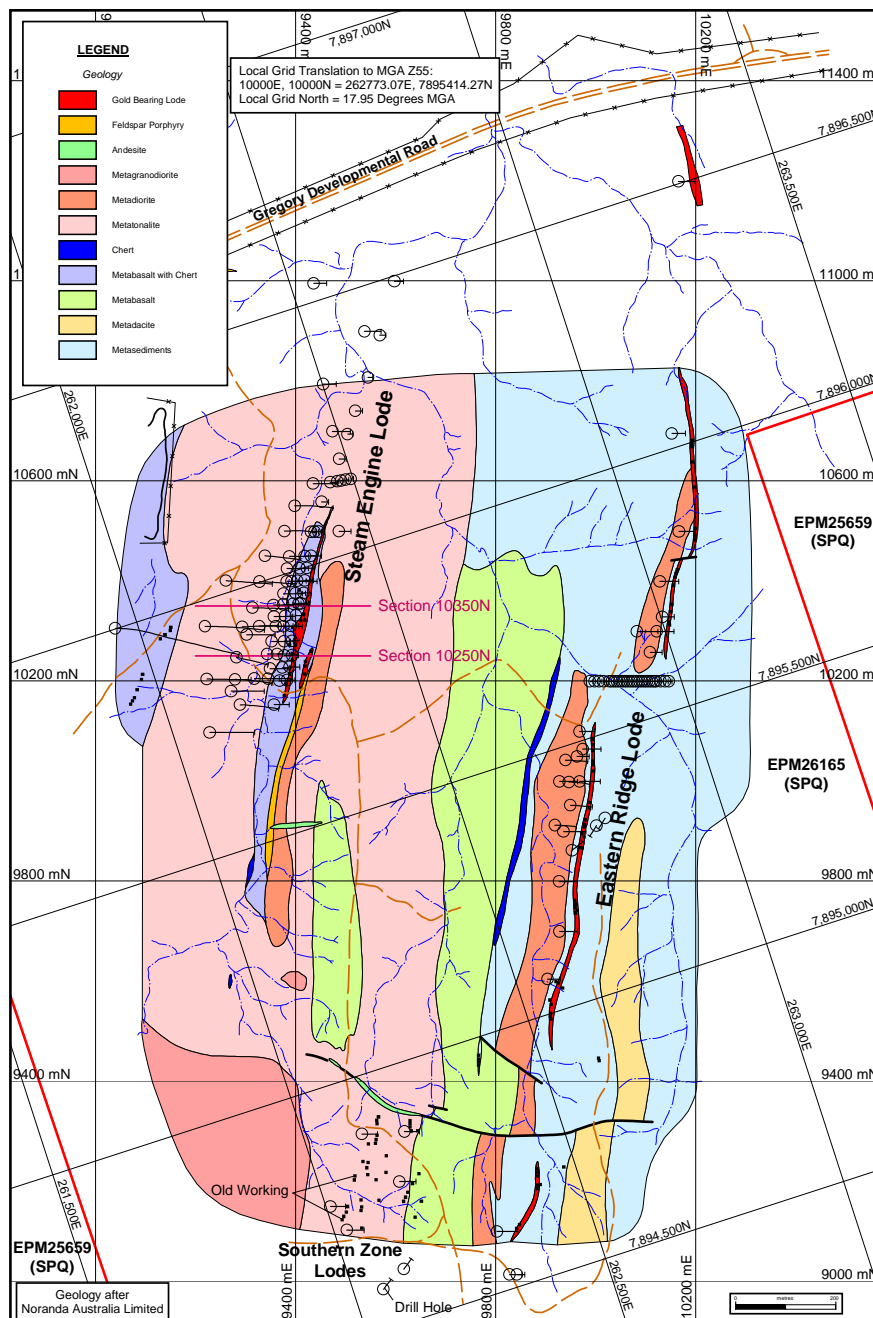 LEGEND
Geology
Gold Bearing Lode
Feldspar Porphyry
Andesite
Metagranodiorite
Metadiorite
Metatonalite
Chert
Metabasalt with Chert
Metabasalt
Metadacite
Metasediments
Local Grid Translation to MGA Z55:
10000E, 10000N = 262773.07E, 7895414.27N
Local Grid North = 17.95 Degrees MGA
9400 mE
7,897,000N
9800 mE
10200 mE
11400 mN
7,896,500N
263,500E
Gregory Developmental Road
11000 mN
262,000E
7,896,000N
10600 mN
10600 mN
Steam Engine Lode
EPM25659
(SPQ)
Section 10350N
Section 10250N
7,895,500N
10200 mN
10200 mN
EPM26165
(SPQ)
Eastern Ridge Lode
9800 mN
9800 mN
7,895,000N
263,000E
9400 mN
9400 mN
Old Working
261,500E
7,894,500N
EPM25659
(SPQ)
Southern Zone
Lodes
262,500E
9000 mN
Geology after
Noranda Australia Limited
9400 mE
Drill Hole
9800 mE
10200 mE
metres
0
200